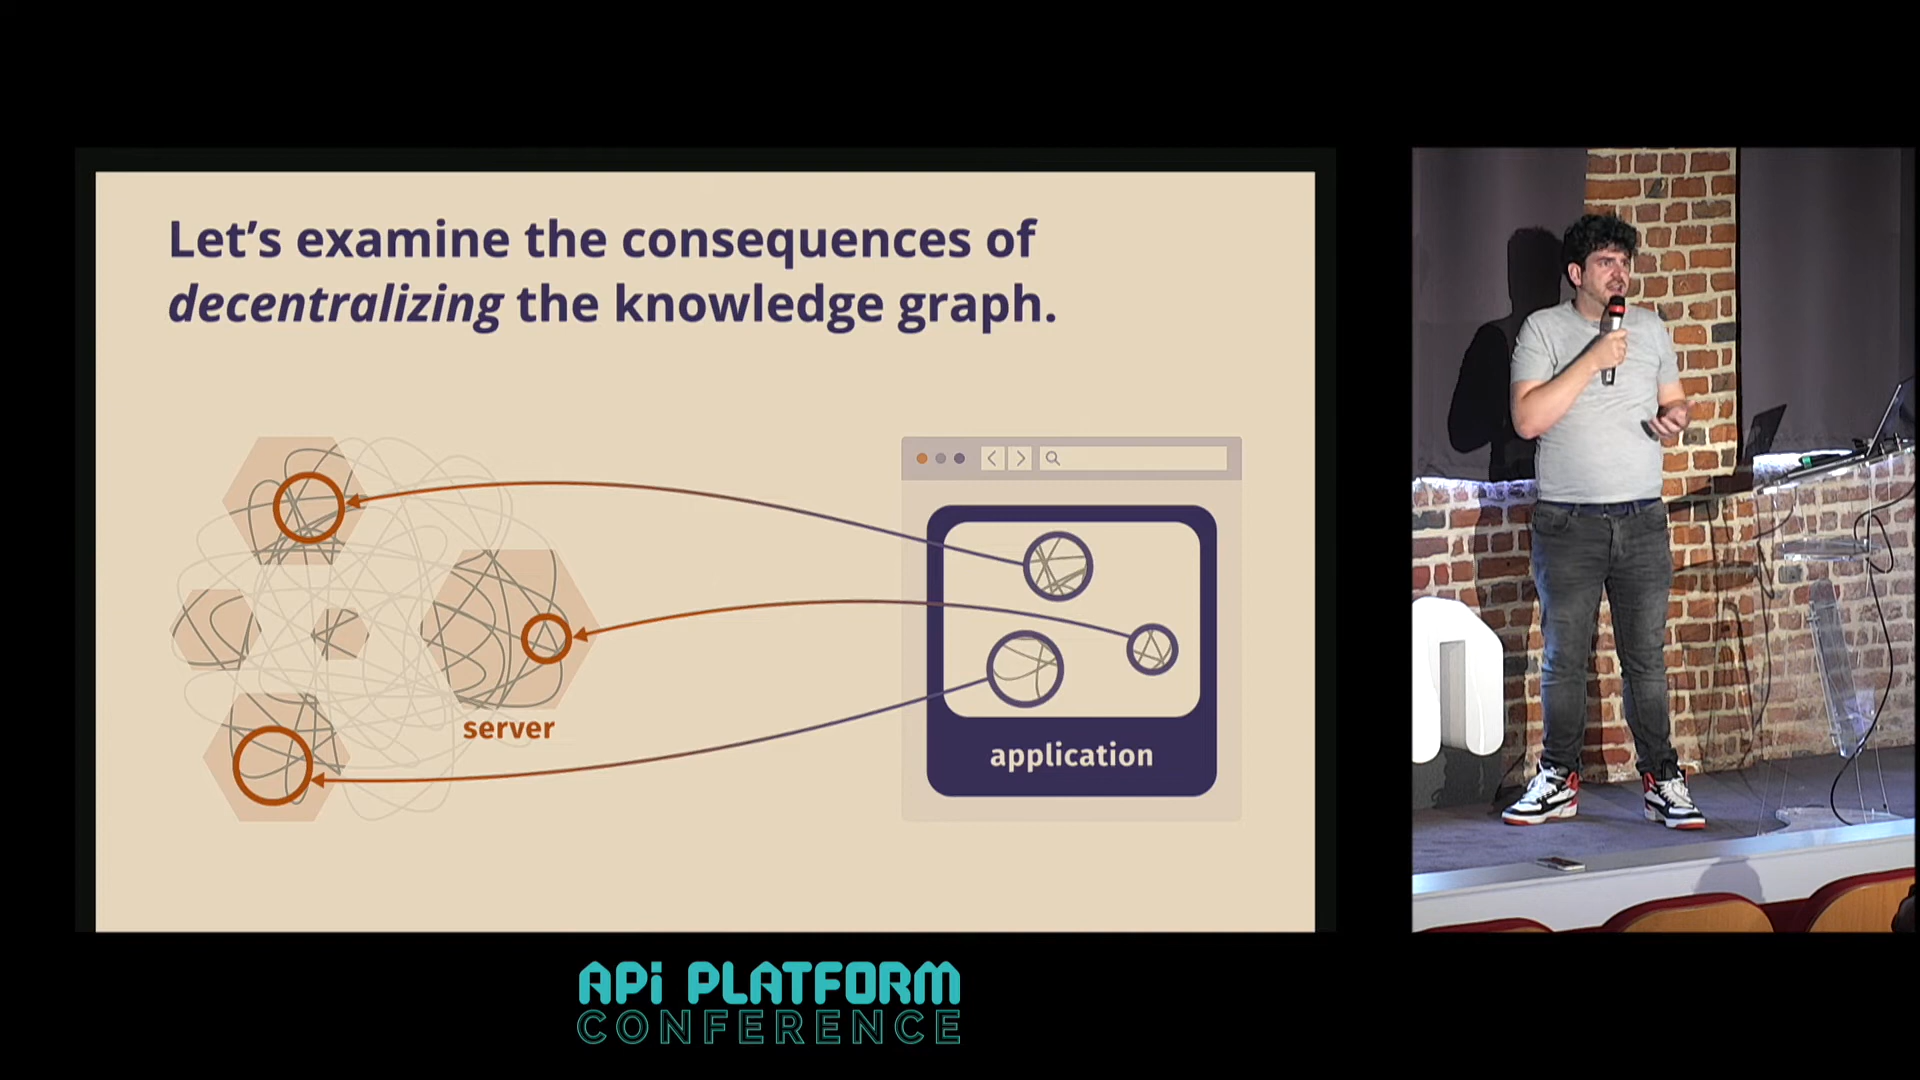 Let's examine the consequences of
decentralizing the knowledge graph.
server
application
API PLATFORM
CONFERENCE